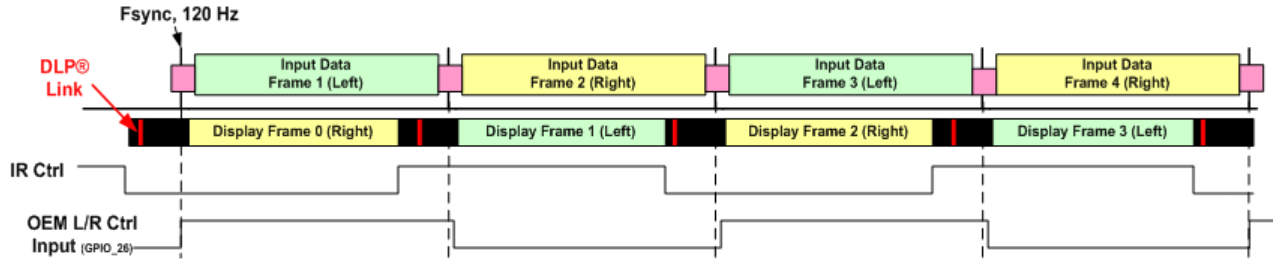 Fsync, 120 Hz
DLP®
Link
Input Data
Frame 1 (Left)
Input Data
Frame 2 (Right)
Input Data
Frame 3 (Left)
Input Data
Frame 4 (Right)
Display Frame 0 (Right)
Display Frame 1 (Left)
Display Frame 2 (Right)
Display Frame 3 (Left)
IR Ctrl
OEM L/R Ctrl
Input (GPIO_26)